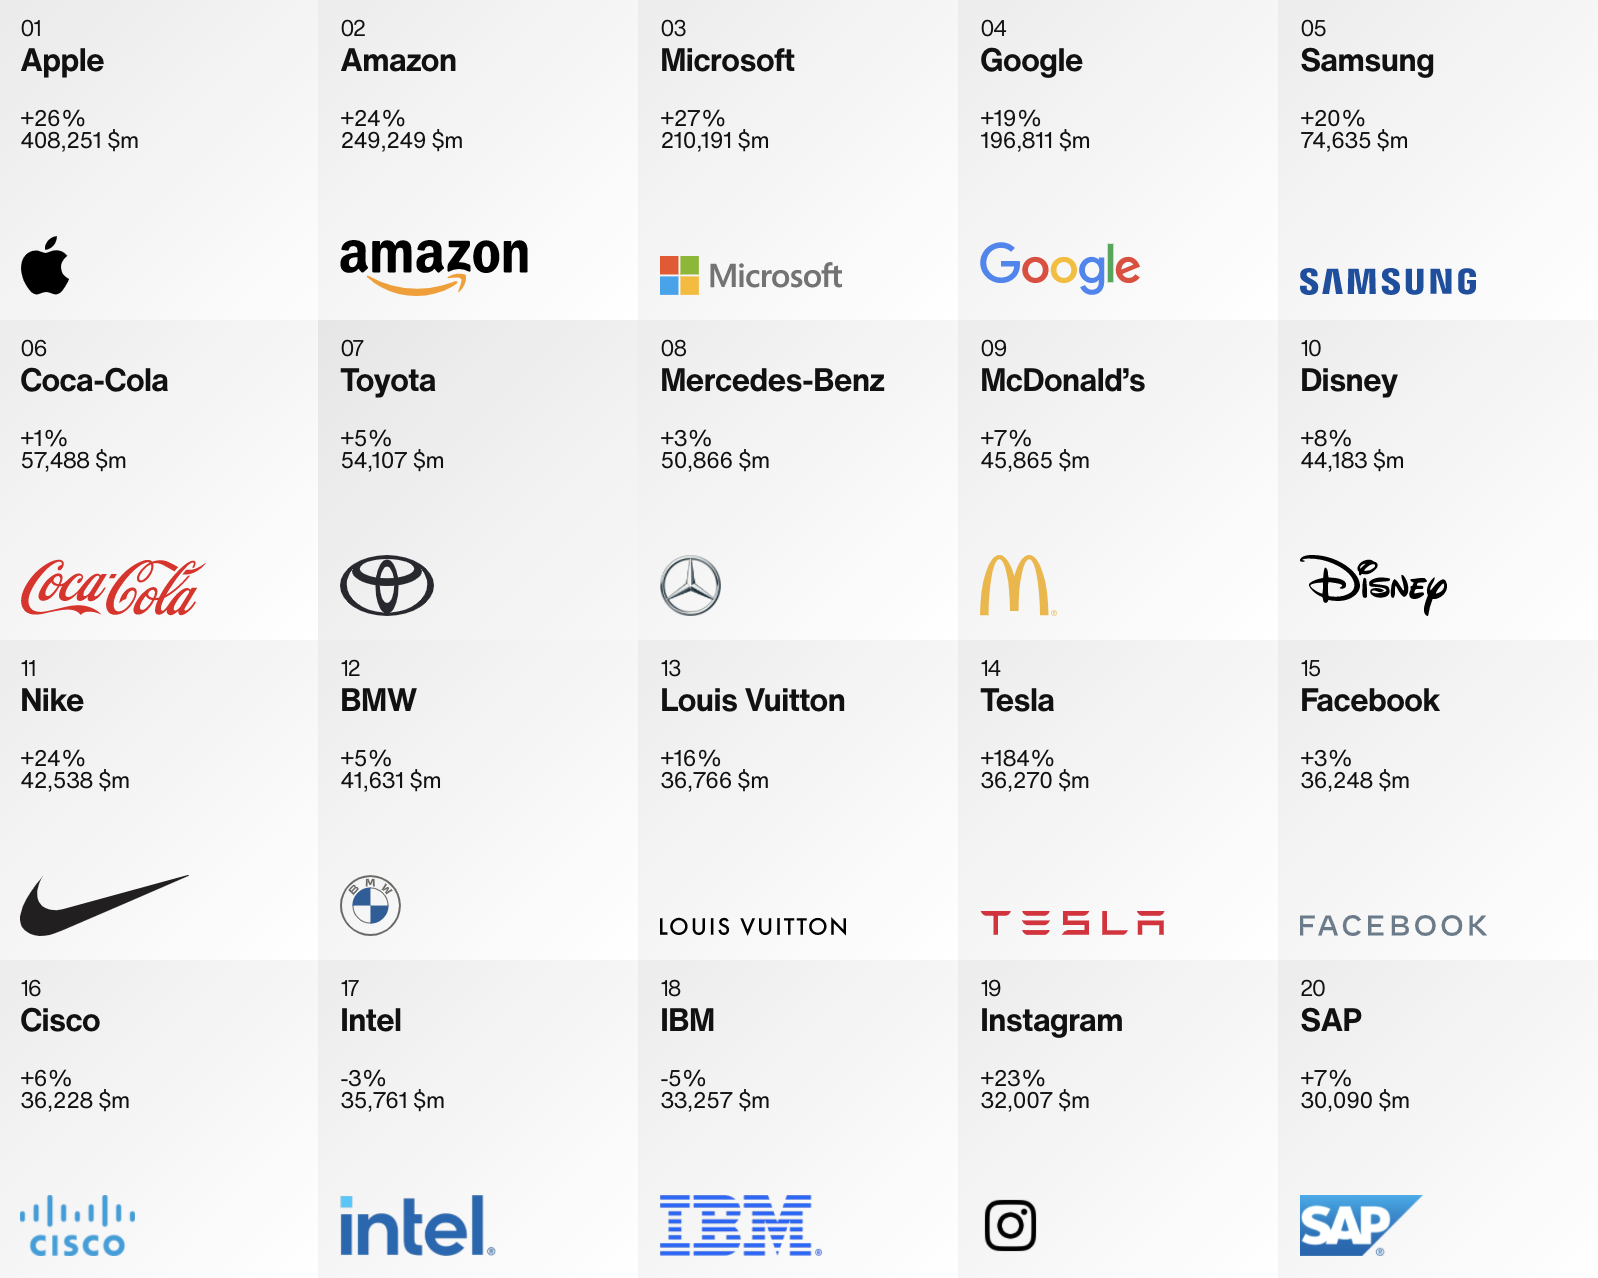 01
Apple
+26%
408,251 $m
02
Amazon
+24%
249,249 $m
amazon
03
Microsoft
+27%
210,191 $m
Microsoft
04
Google
+19%
196,811 $m
Google
05
Samsung
+20%
74,635 $m
SAMSUNG
06
Coca-Cola
+1%
57,488 $m
Coca-Cola
07
Toyota
+5%
54,107 $m
08
Mercedes-Benz
+3%
50,866 $m
09
McDonald’s
+7%
45,865 $m
®
10
Disney
+8%
44,183 $m
Disney
11
Nike
+24%
42,538 $m
12
BMW
+5%
41,631 $m
BMW
13
Louis Vuitton
+16%
36,766 $m
LOUIS VUITTON
14
Tesla
+184%
36,270 $m
TESLA
15
Facebook
+3%
36,248 $m
FACEBOOK
16
Cisco
+6%
36,228 $m
CISCO
17
Intel
-3%
35,761 $m
intel®
18
IBM
-5%
33,257 $m
IBM®
19
Instagram
+23%
32,007 $m
20
SAP
+7%
30,090 $m
SAP®